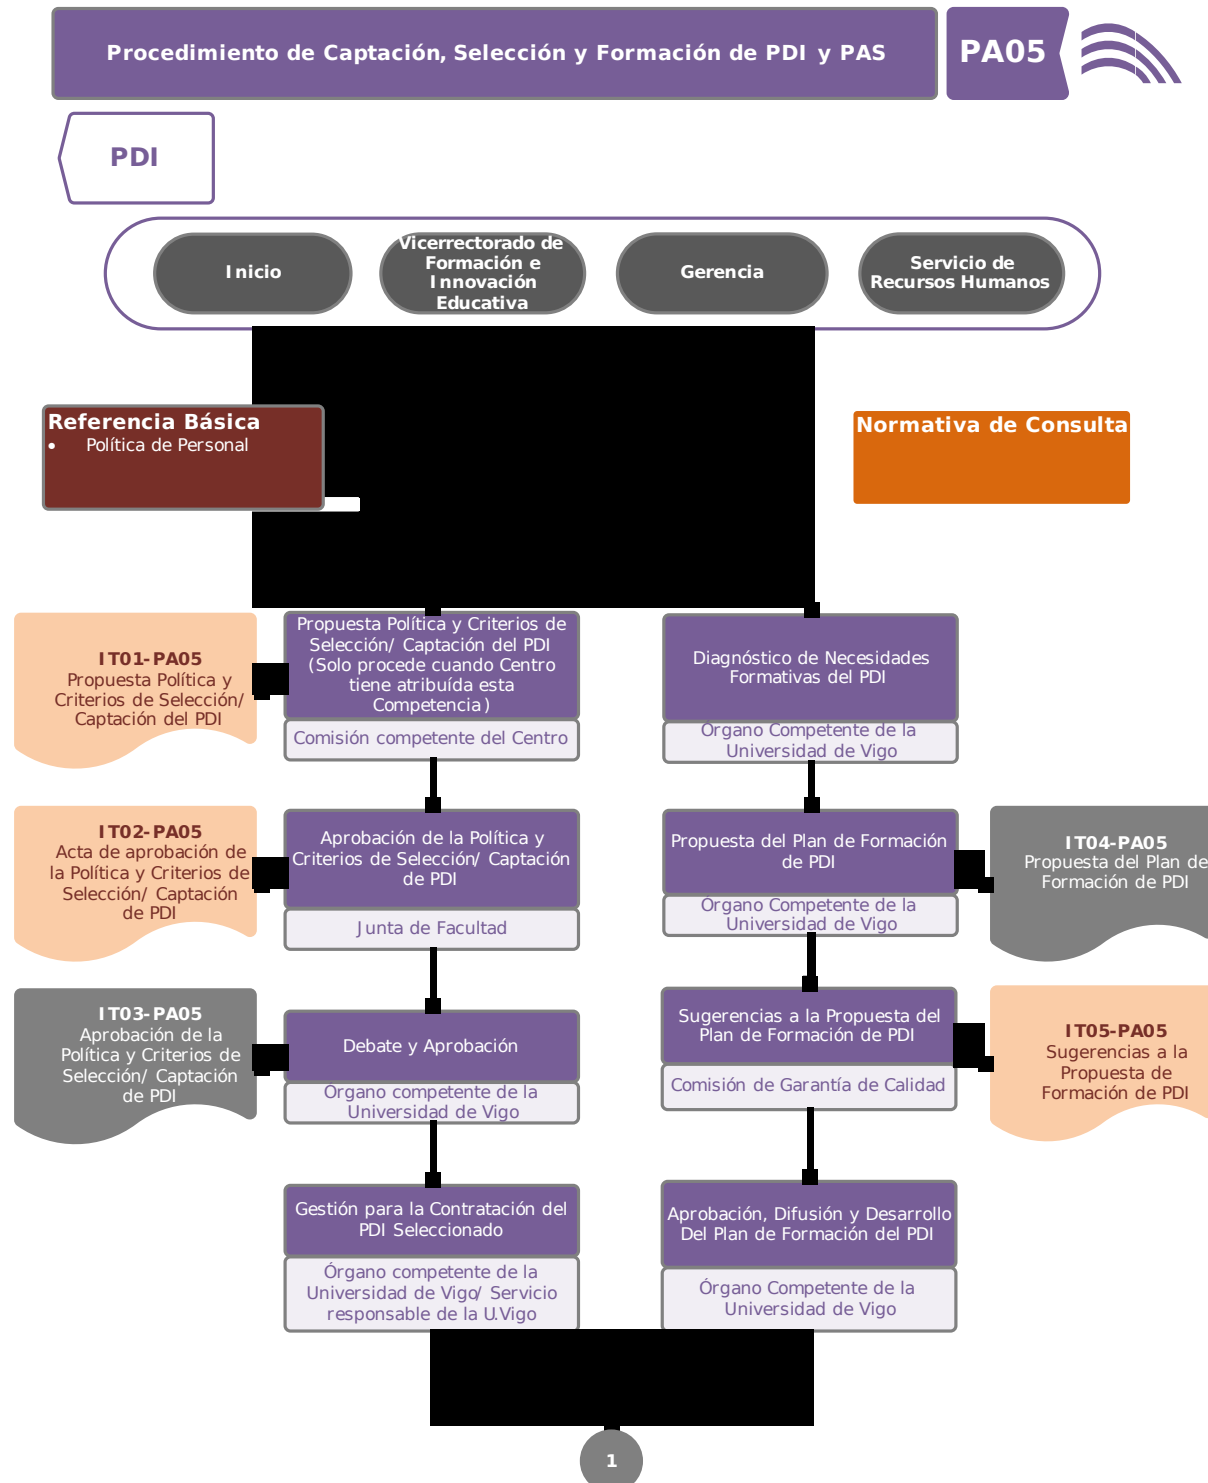 Procedimiento de Captación, Selección y Formación de PDI y PAS
PA05
PDI
Inicio
Vicerrectorado de
Formación e
Innovación
Educativa
Gerencia
Servicio de
Recursos Humanos
Referencia Básica
• Política de Personal
Normativa de Consulta
IT01-PA05
Propuesta Política y
Criterios de Selección/
Captación del PDI
Propuesta Política y Criterios de
Selección/ Captación del PDI
(Solo procede cuando Centro
tiene atribuída esta
Competencia)
Comisión competente del Centro
Diagnóstico de Necesidades
Formativas del PDI
Órgano Competente de la
Universidad de Vigo
IT02-PA05
Acta de aprobación de
la Política y Criterios de
Selección/ Captación
de PDI
Aprobación de la Política y
Criterios de Selección/ Captación
de PDI
Junta de Facultad
Propuesta del Plan de Formación
de PDI
Órgano Competente de la
Universidad de Vigo
IT04-PA05
Propuesta del Plan de
Formación de PDI
IT03-PA05
Aprobación de la
Política y Criterios de
Selección/ Captación
de PDI
Debate y Aprobación
Órgano competente de la
Universidad de Vigo
Sugerencias a la Propuesta del
Plan de Formación de PDI
Comisión de Garantía de Calidad
IT05-PA05
Sugerencias a la
Propuesta de
Formación de PDI
Gestión para la Contratación del
PDI Seleccionado
Órgano competente de la
Universidad de Vigo/ Servicio
responsable de la U.Vigo
Aprobación, Difusión y Desarrollo
Del Plan de Formación del PDI
Órgano Competente de la
Universidad de Vigo
1